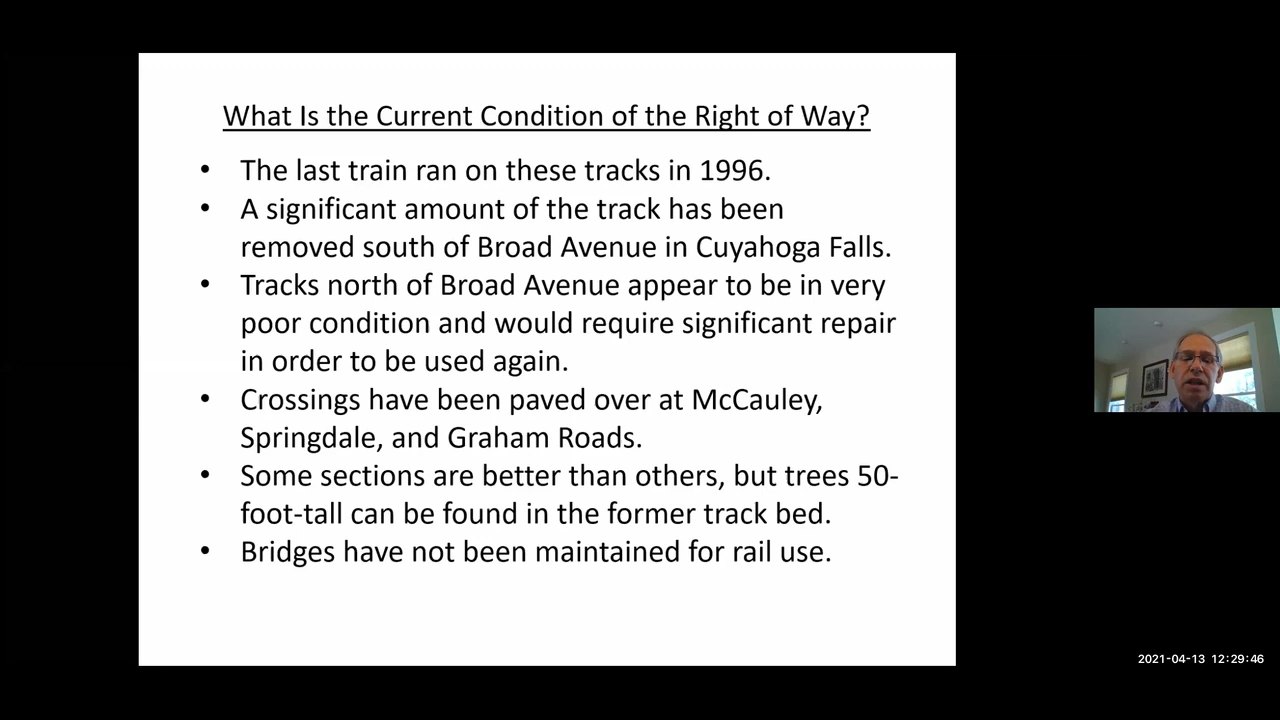 What Is the Current Condition of the Right of Way?
• The last train ran on these tracks in 1996.
• A significant amount of the track has been
removed south of Broad Avenue in Cuyahoga Falls.
• Tracks north of Broad Avenue appear to be in very
poor condition and would require significant repair
in order to be used again.
• Crossings have been paved over at McCauley,
Springdale, and Graham Roads.
• Some sections are better than others, but trees 50-
foot-tall can be found in the former track bed.
• Bridges have not been maintained for rail use.
2021-04-13 12:29:46